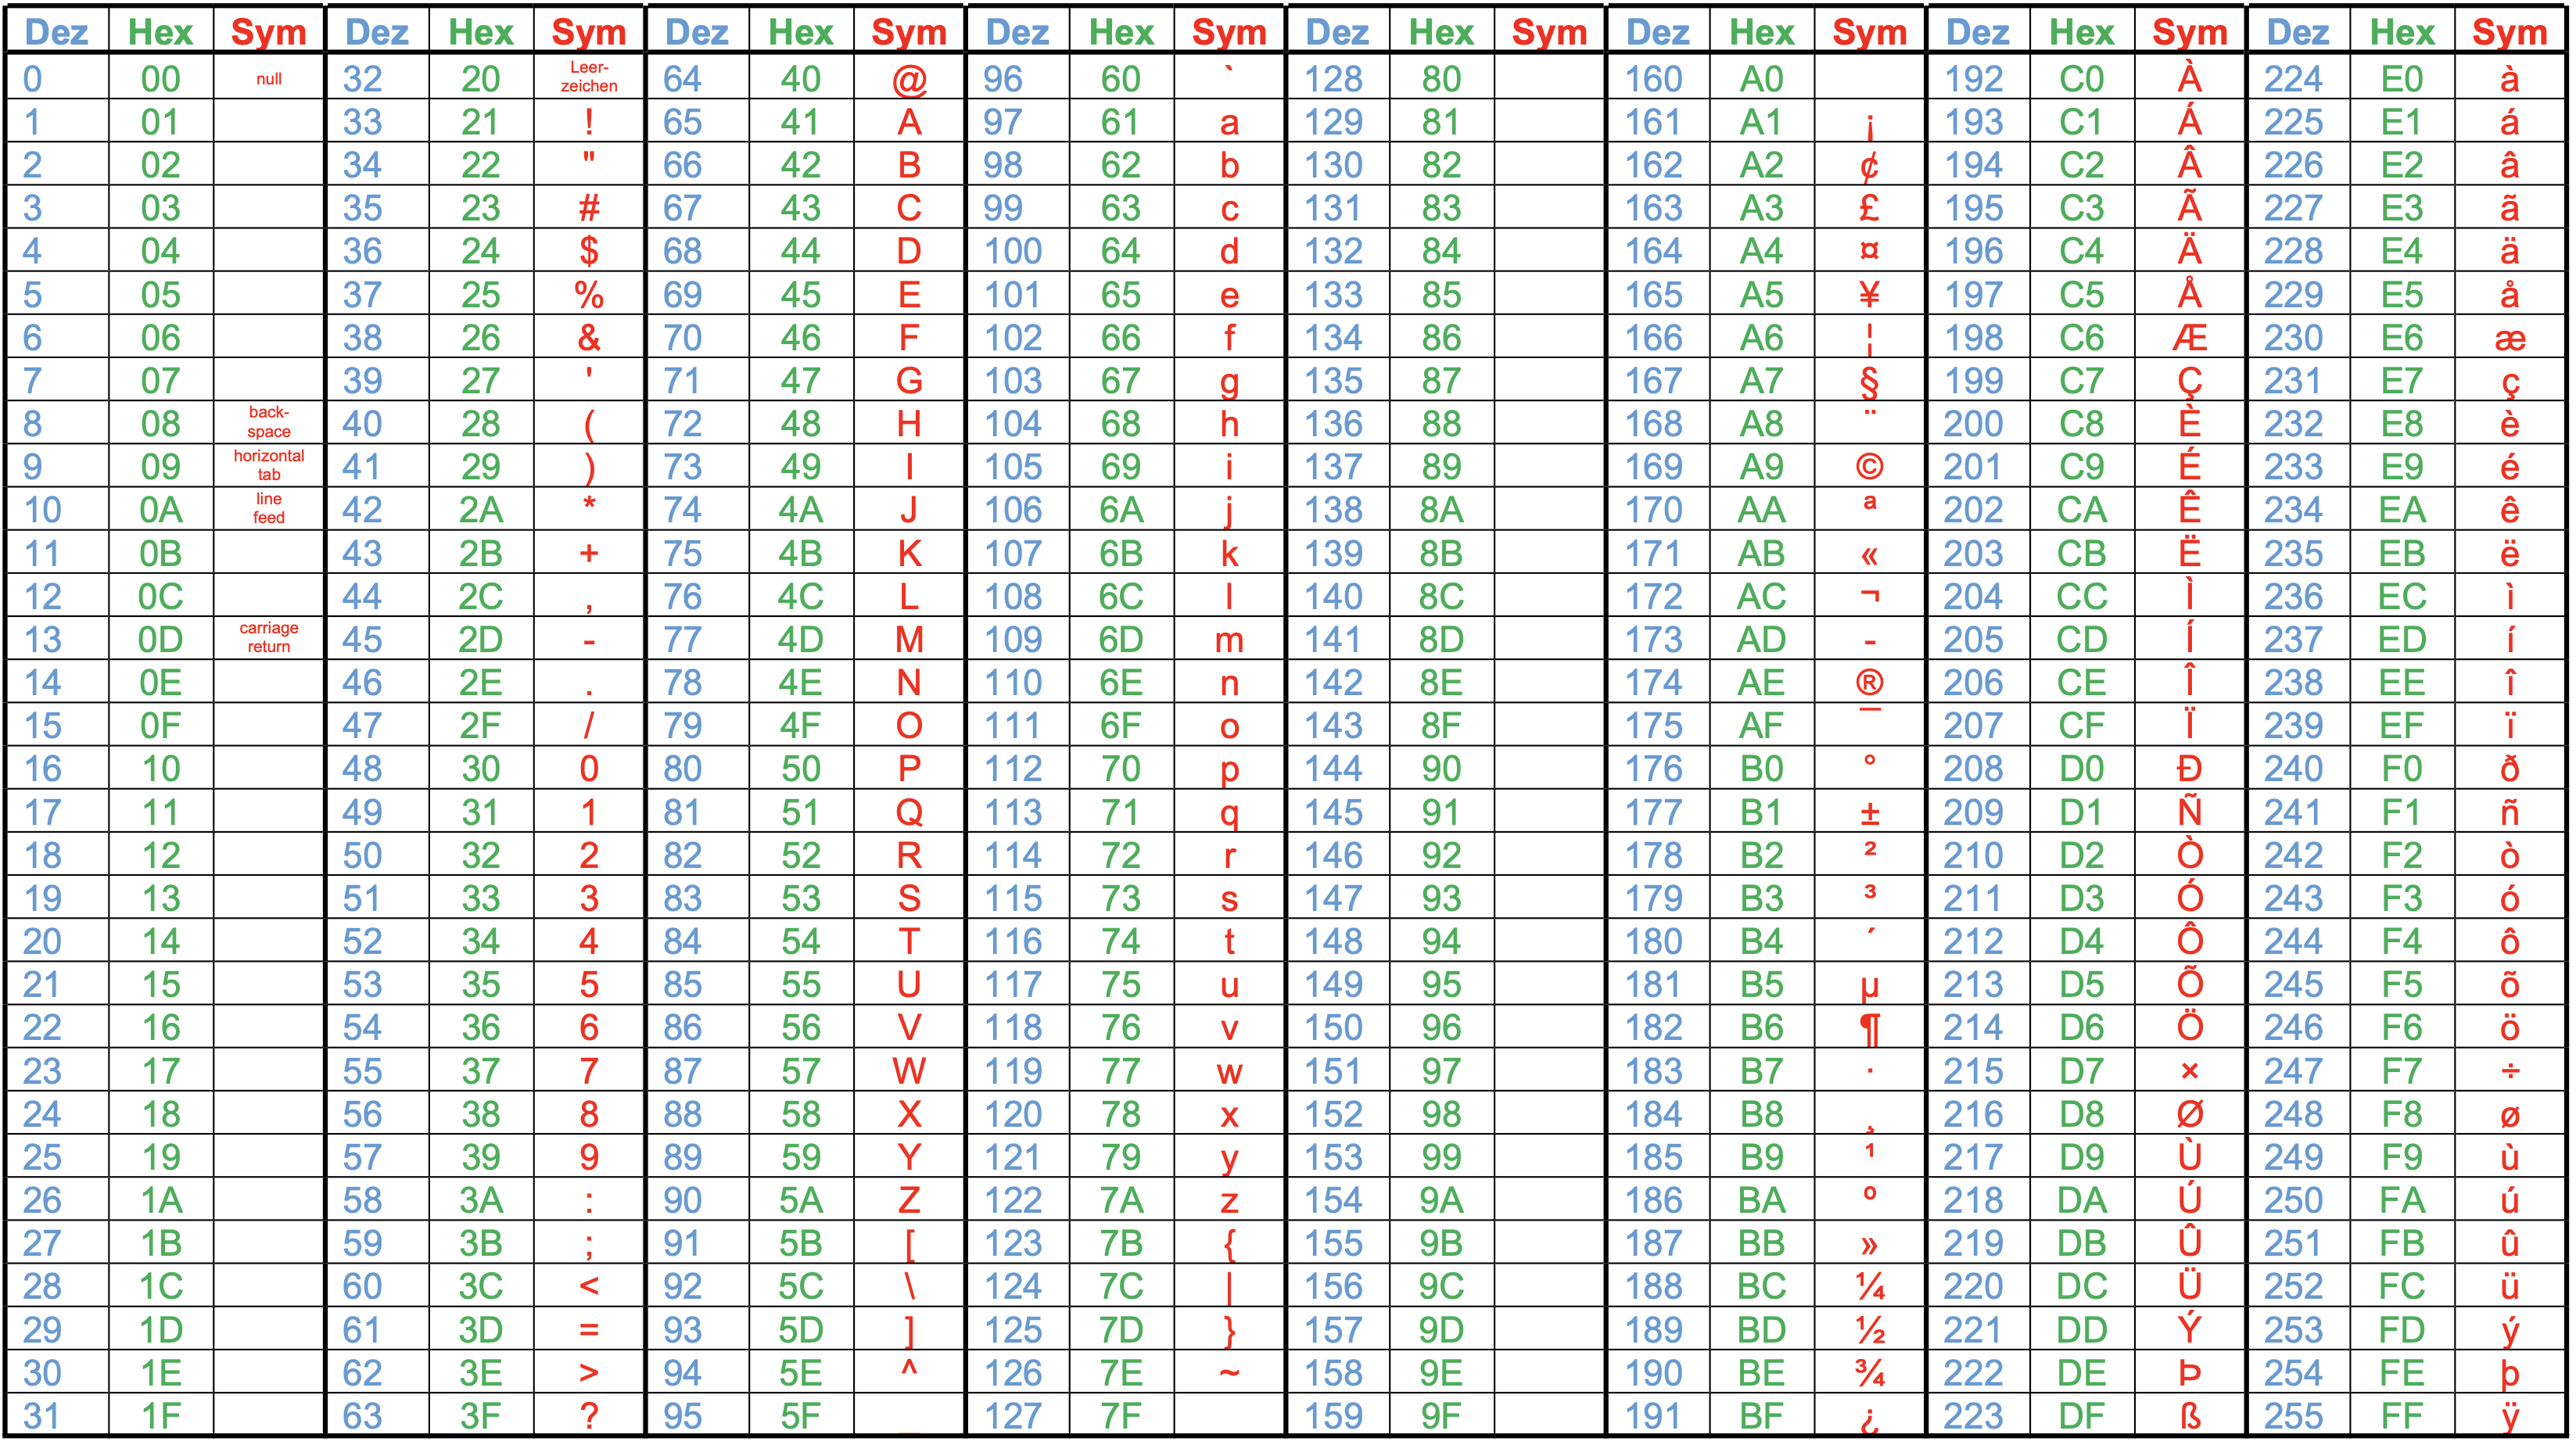 Dez Hex Sym Dez Hex Sym Dez Hex Sym Dez Hex Sym Dez Hex Sym Dez Hex Sym Dez Hex Sym Dez Hex Sym
0 00 null 32 20 Leer-zeichen 64 40 @ 96 60 ` 128 80 160 A0 192 C0 À 224 E0 à
1 01 33 21 ! 65 41 A 97 61 a 129 81 161 A1 ¡ 193 C1 Á 225 E1 á
2 02 34 22 " 66 42 B 98 62 b 130 82 162 A2 ¢ 194 C2 Â 226 E2 â
3 03 35 23 # 67 43 C 99 63 c 131 83 163 A3 £ 195 C3 Ã 227 E3 ã
4 04 36 24 $ 68 44 D 100 64 d 132 84 164 A4 ¤ 196 C4 Ä 228 E4 ä
5 05 37 25 % 69 45 E 101 65 e 133 85 165 A5 ¥ 197 C5 Å 229 E5 å
6 06 38 26 & 70 46 F 102 66 f 134 86 166 A6 ¦ 198 C6 Æ 230 E6 æ
7 07 39 27 ' 71 47 G 103 67 g 135 87 167 A7 § 199 C7 Ç 231 E7 ç
8 08 back-space 40 28 ( 72 48 H 104 68 h 136 88 168 A8 ¨ 200 C8 È 232 E8 è
9 09 horizontal tab 41 29 ) 73 49 I 105 69 i 137 89 169 A9 © 201 C9 É 233 E9 é
10 0A line feed 42 2A * 74 4A J 106 6A j 138 8A 170 AA ª 202 CA Ê 234 EA ê
11 0B 43 2B + 75 4B K 107 6B k 139 8B 171 AB « 203 CB Ë 235 EB ë
12 0C 44 2C , 76 4C L 108 6C l 140 8C 172 AC ¬ 204 CC Ì 236 EC ì
13 0D carriage return 45 2D - 77 4D M 109 6D m 141 8D 173 AD - 205 CD Í 237 ED í
14 0E 46 2E . 78 4E N 110 6E n 142 8E 174 AE ® 206 CE Î 238 EE î
15 0F 47 2F / 79 4F O 111 6F o 143 8F 175 AF ¯ 207 CF Ï 239 EF ï
16 10 48 30 0 80 50 P 112 70 p 144 90 176 B0 ° 208 D0 Ð 240 F0 ð
17 11 49 31 1 81 51 Q 113 71 q 145 91 177 B1 ± 209 D1 Ñ 241 F1 ñ
18 12 50 32 2 82 52 R 114 72 r 146 92 178 B2 ² 210 D2 Ò 242 F2 ò
19 13 51 33 3 83 53 S 115 73 s 147 93 179 B3 ³ 211 D3 Ó 243 F3 ó
20 14 52 34 4 84 54 T 116 74 t 148 94 180 B4 ´ 212 D4 Ô 244 F4 ô
21 15 53 35 5 85 55 U 117 75 u 149 95 181 B5 µ 213 D5 Õ 245 F5 õ
22 16 54 36 6 86 56 V 118 76 v 150 96 182 B6 ¶ 214 D6 Ö 246 F6 ö
23 17 55 37 7 87 57 W 119 77 w 151 97 183 B7 · 215 D7 × 247 F7 ÷
24 18 56 38 8 88 58 X 120 78 x 152 98 184 B8 ¸ 216 D8 Ø 248 F8 ø
25 19 57 39 9 89 59 Y 121 79 y 153 99 185 B9 ¹ 217 D9 Ù 249 F9 ù
26 1A 58 3A : 90 5A Z 122 7A z 154 9A 186 BA º 218 DA Ú 250 FA ú
27 1B 59 3B ; 91 5B [ 123 7B { 155 9B 187 BB » 219 DB Û 251 FB û
28 1C 60 3C < 92 5C \ 124 7C | 156 9C 188 BC ¼ 220 DC Ü 252 FC ü
29 1D 61 3D = 93 5D ] 125 7D } 157 9D 189 BD ½ 221 DD Ý 253 FD ý
30 1E 62 3E > 94 5E ^ 126 7E ~ 158 9E 190 BE ¾ 222 DE Þ 254 FE þ
31 1F 63 3F ? 95 5F _ 127 7F 159 9F 191 BF ¿ 223 DF ß 255 FF ÿ